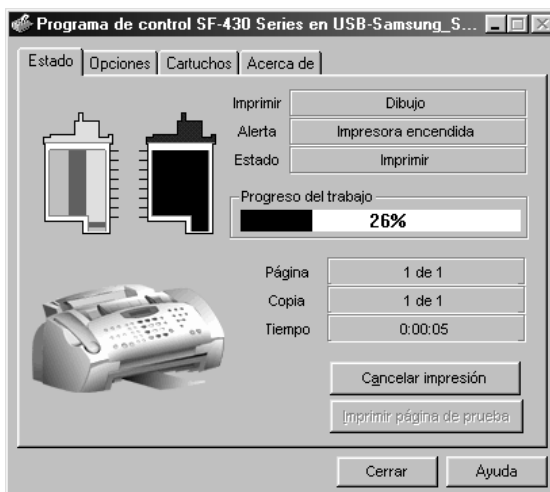 Programa de control SF-430 Series en USB-Samsung_S...
Estado Opciones Cartuchos Acerca de
Imprimir Dibujo
Alerta Impresora encendida
Estado Imprimir
Progreso del trabajo
26%
Página 1 de 1
Copia 1 de 1
Tiempo 0:00:05
Cancelar impresión
Imprimir página de prueba
Cerrar Ayuda